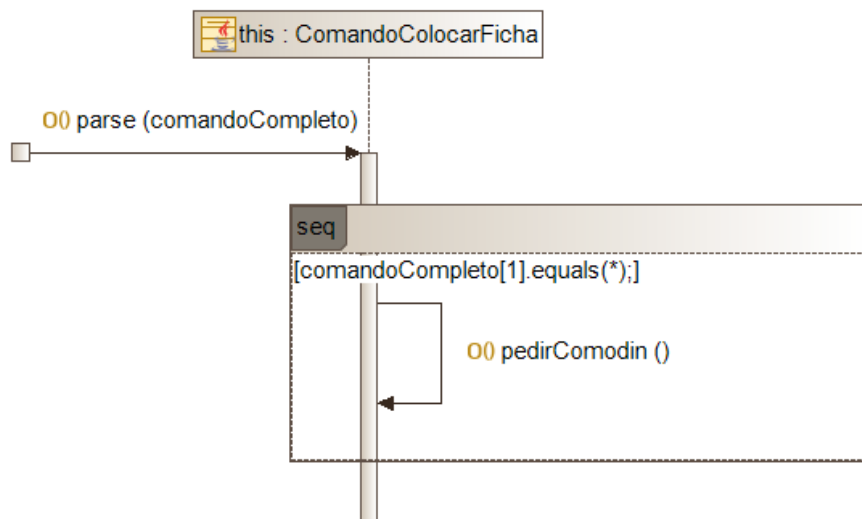 this : ComandoColocarFicha
O() parse (comandoCompleto)
seq
[comandoCompleto[1].equals(*);]
O() pedirComodin ()